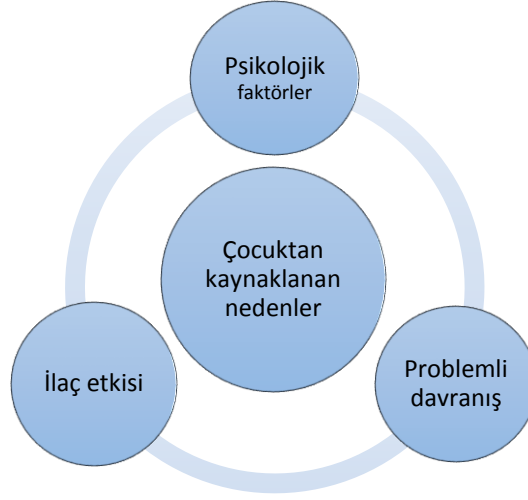 Psikolojik
faktörler
Çocuktan
kaynaklanan
nedenler
İlaç etkisi
Problemli
davranış